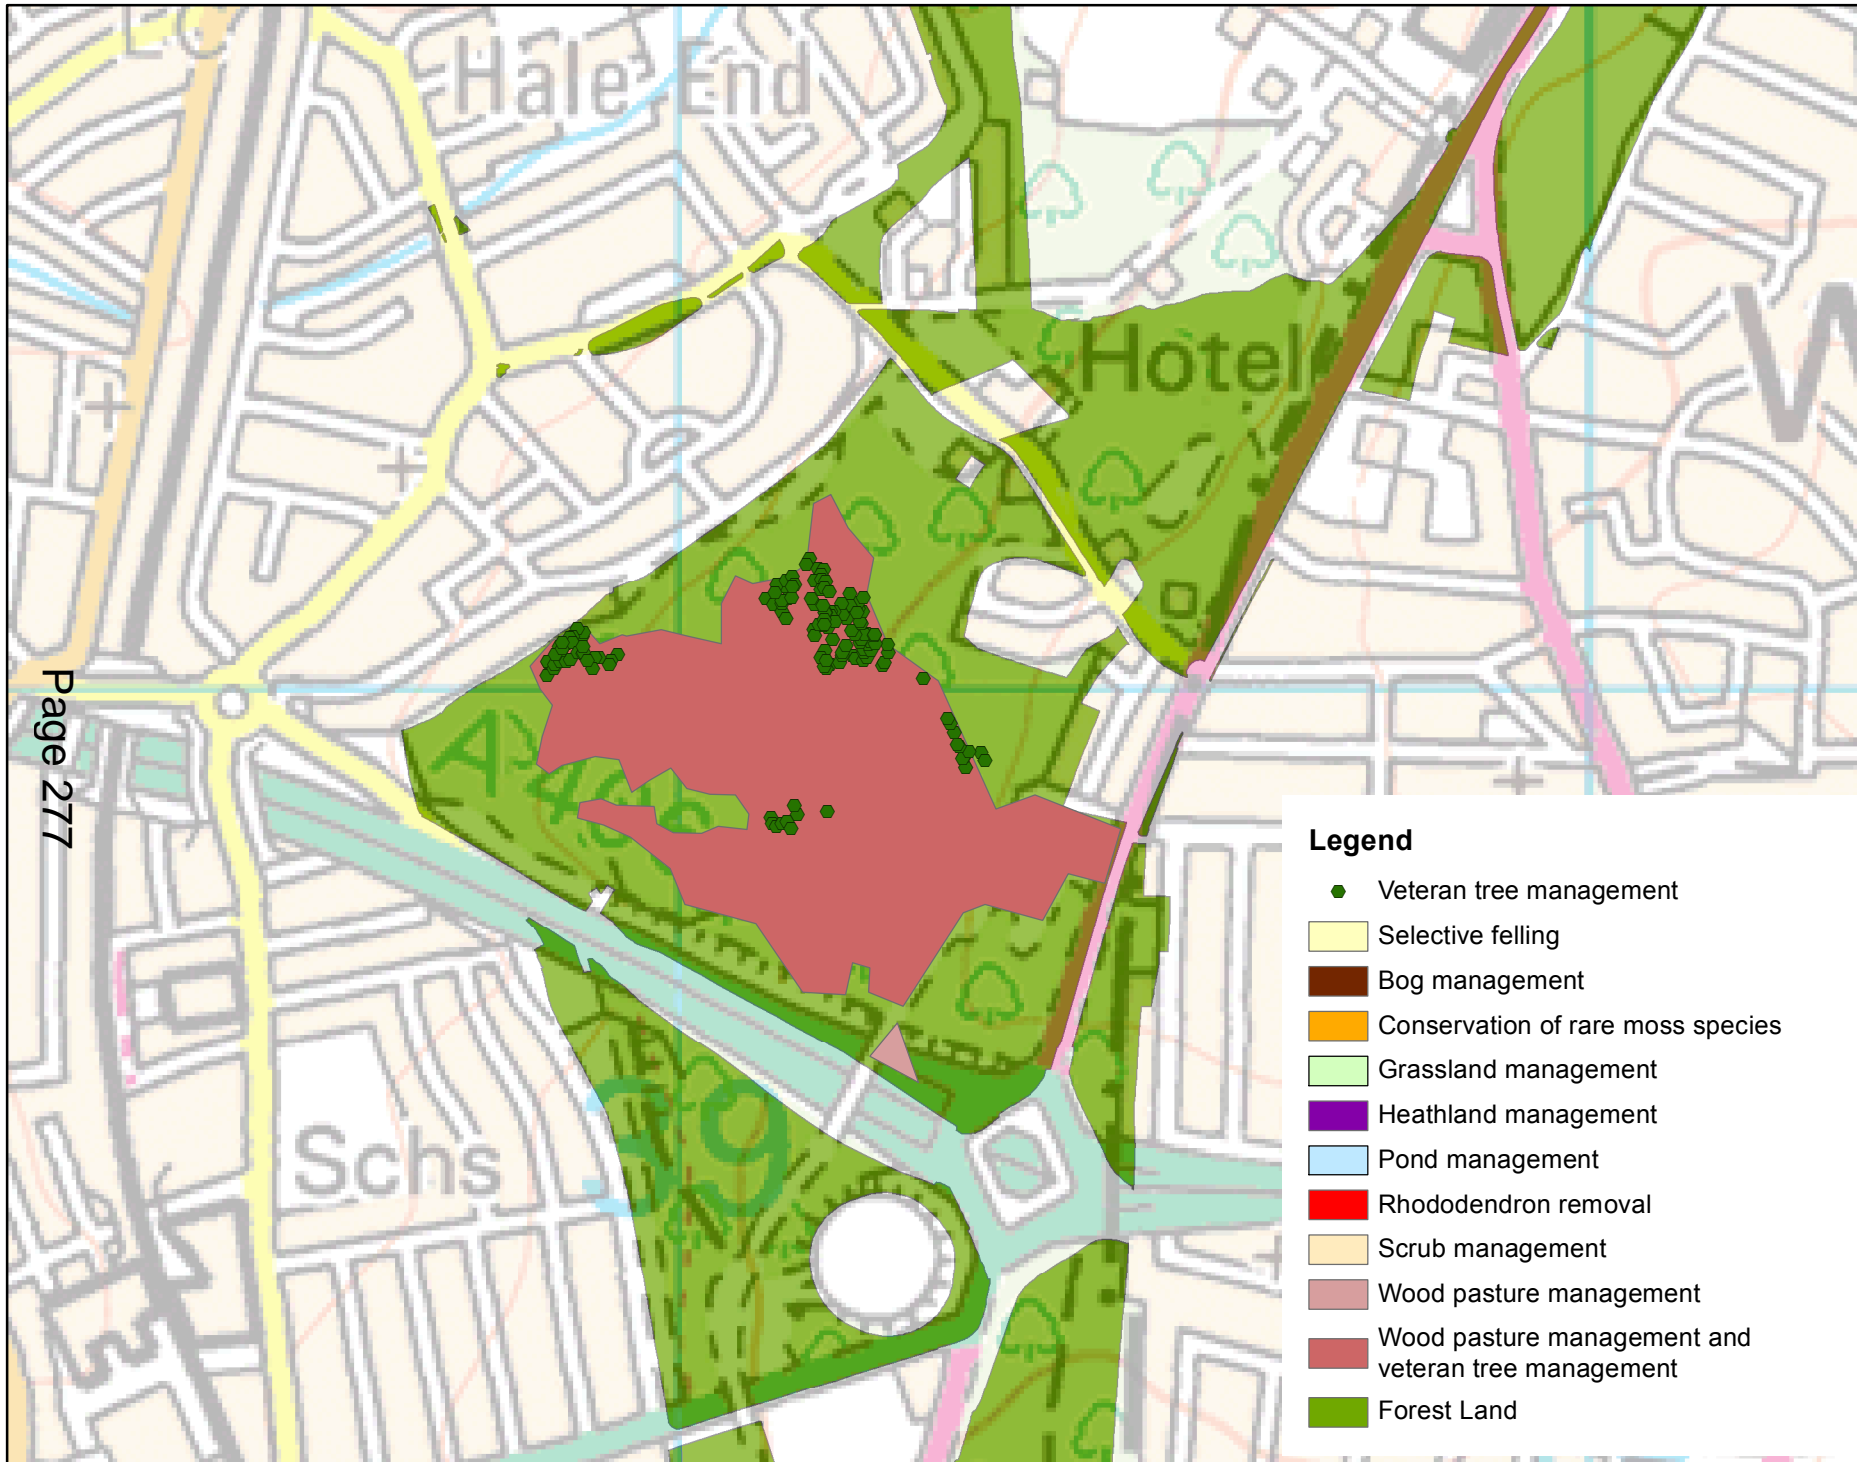 Hale End
Hotel
W
A406
69
Schs
Page 277
Legend
Veteran tree management
Selective felling
Bog management
Conservation of rare moss species
Grassland management
Heathland management
Pond management
Rhododendron removal
Scrub management
Wood pasture management
Wood pasture management and
veteran tree management
Forest Land